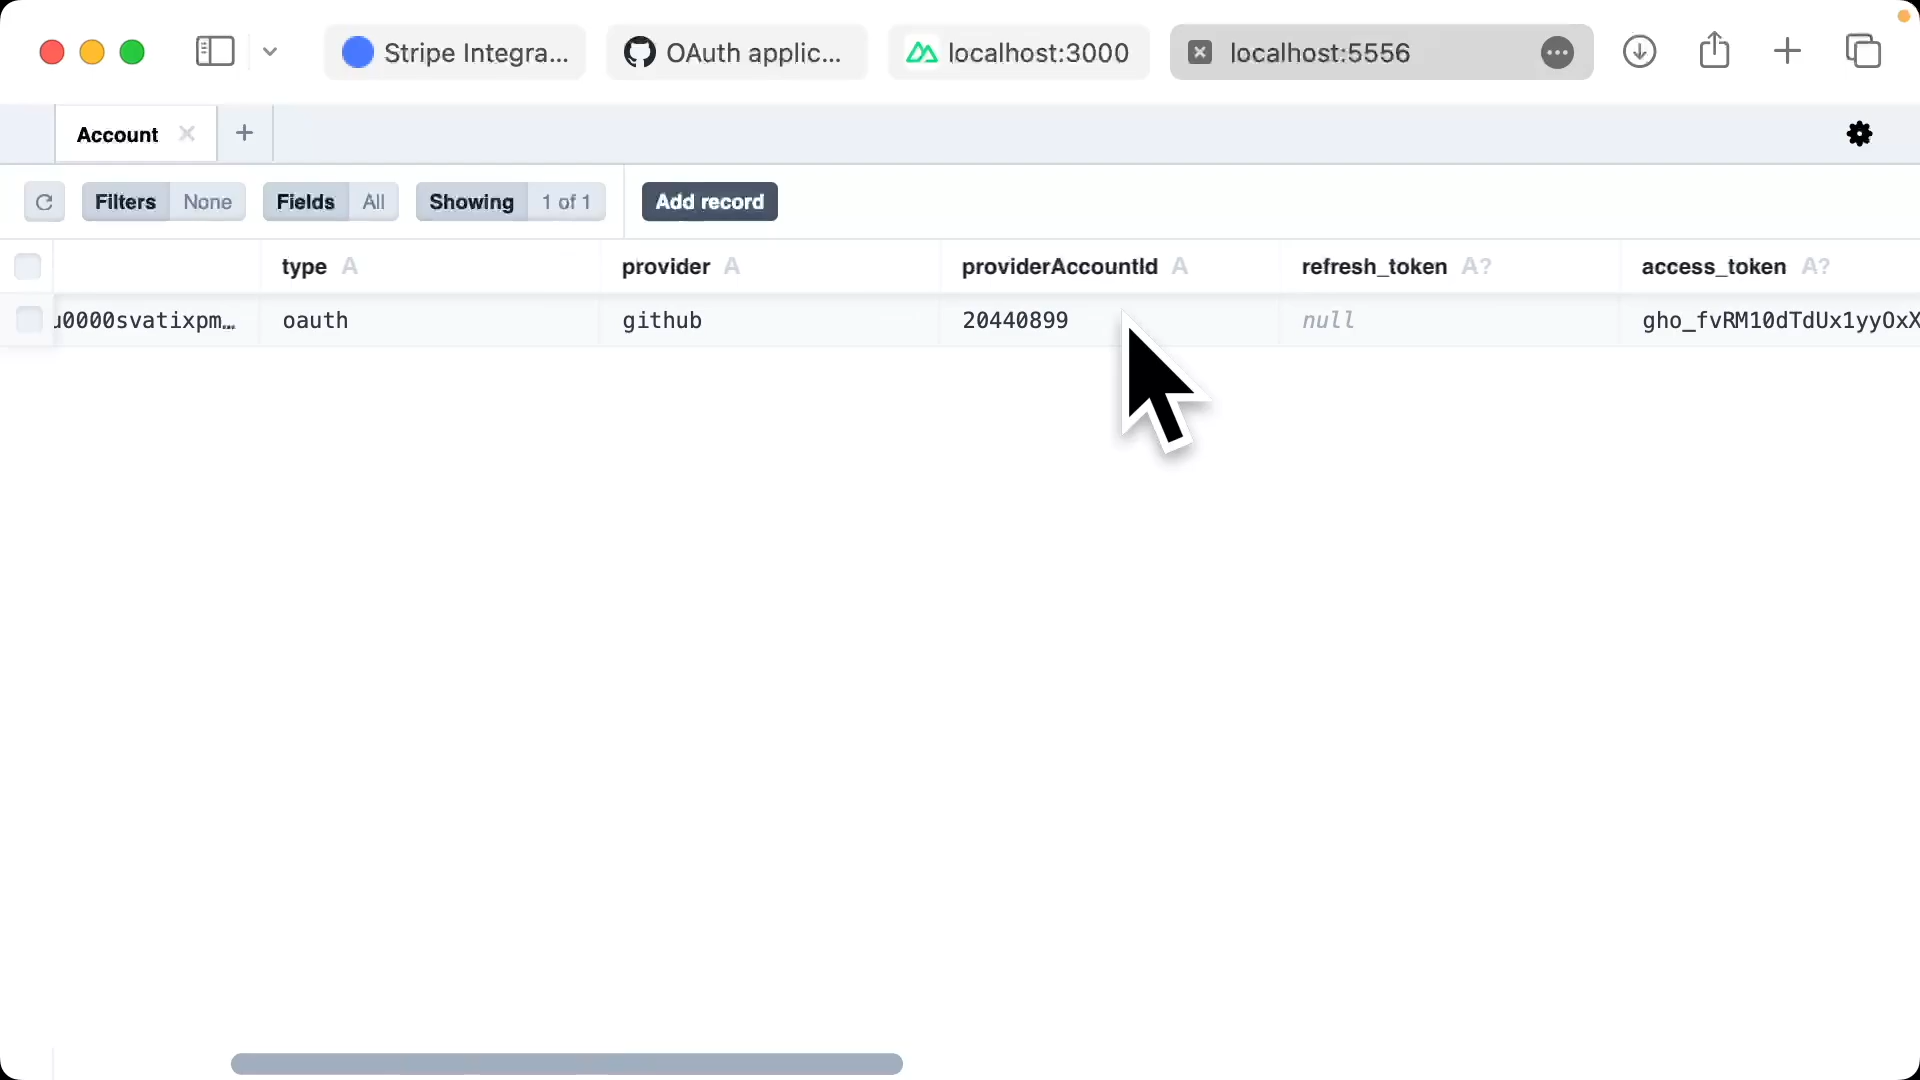 Stripe Integra... OAuth applic... localhost:3000 localhost:5556
Account
Filters None Fields All Showing 1 of 1 Add record
type A provider A providerAccountId A refresh_token A? access_token A?
u0000svatixpm… oauth github 20440899 null gho_fvRM10dTdUx1yyOxX